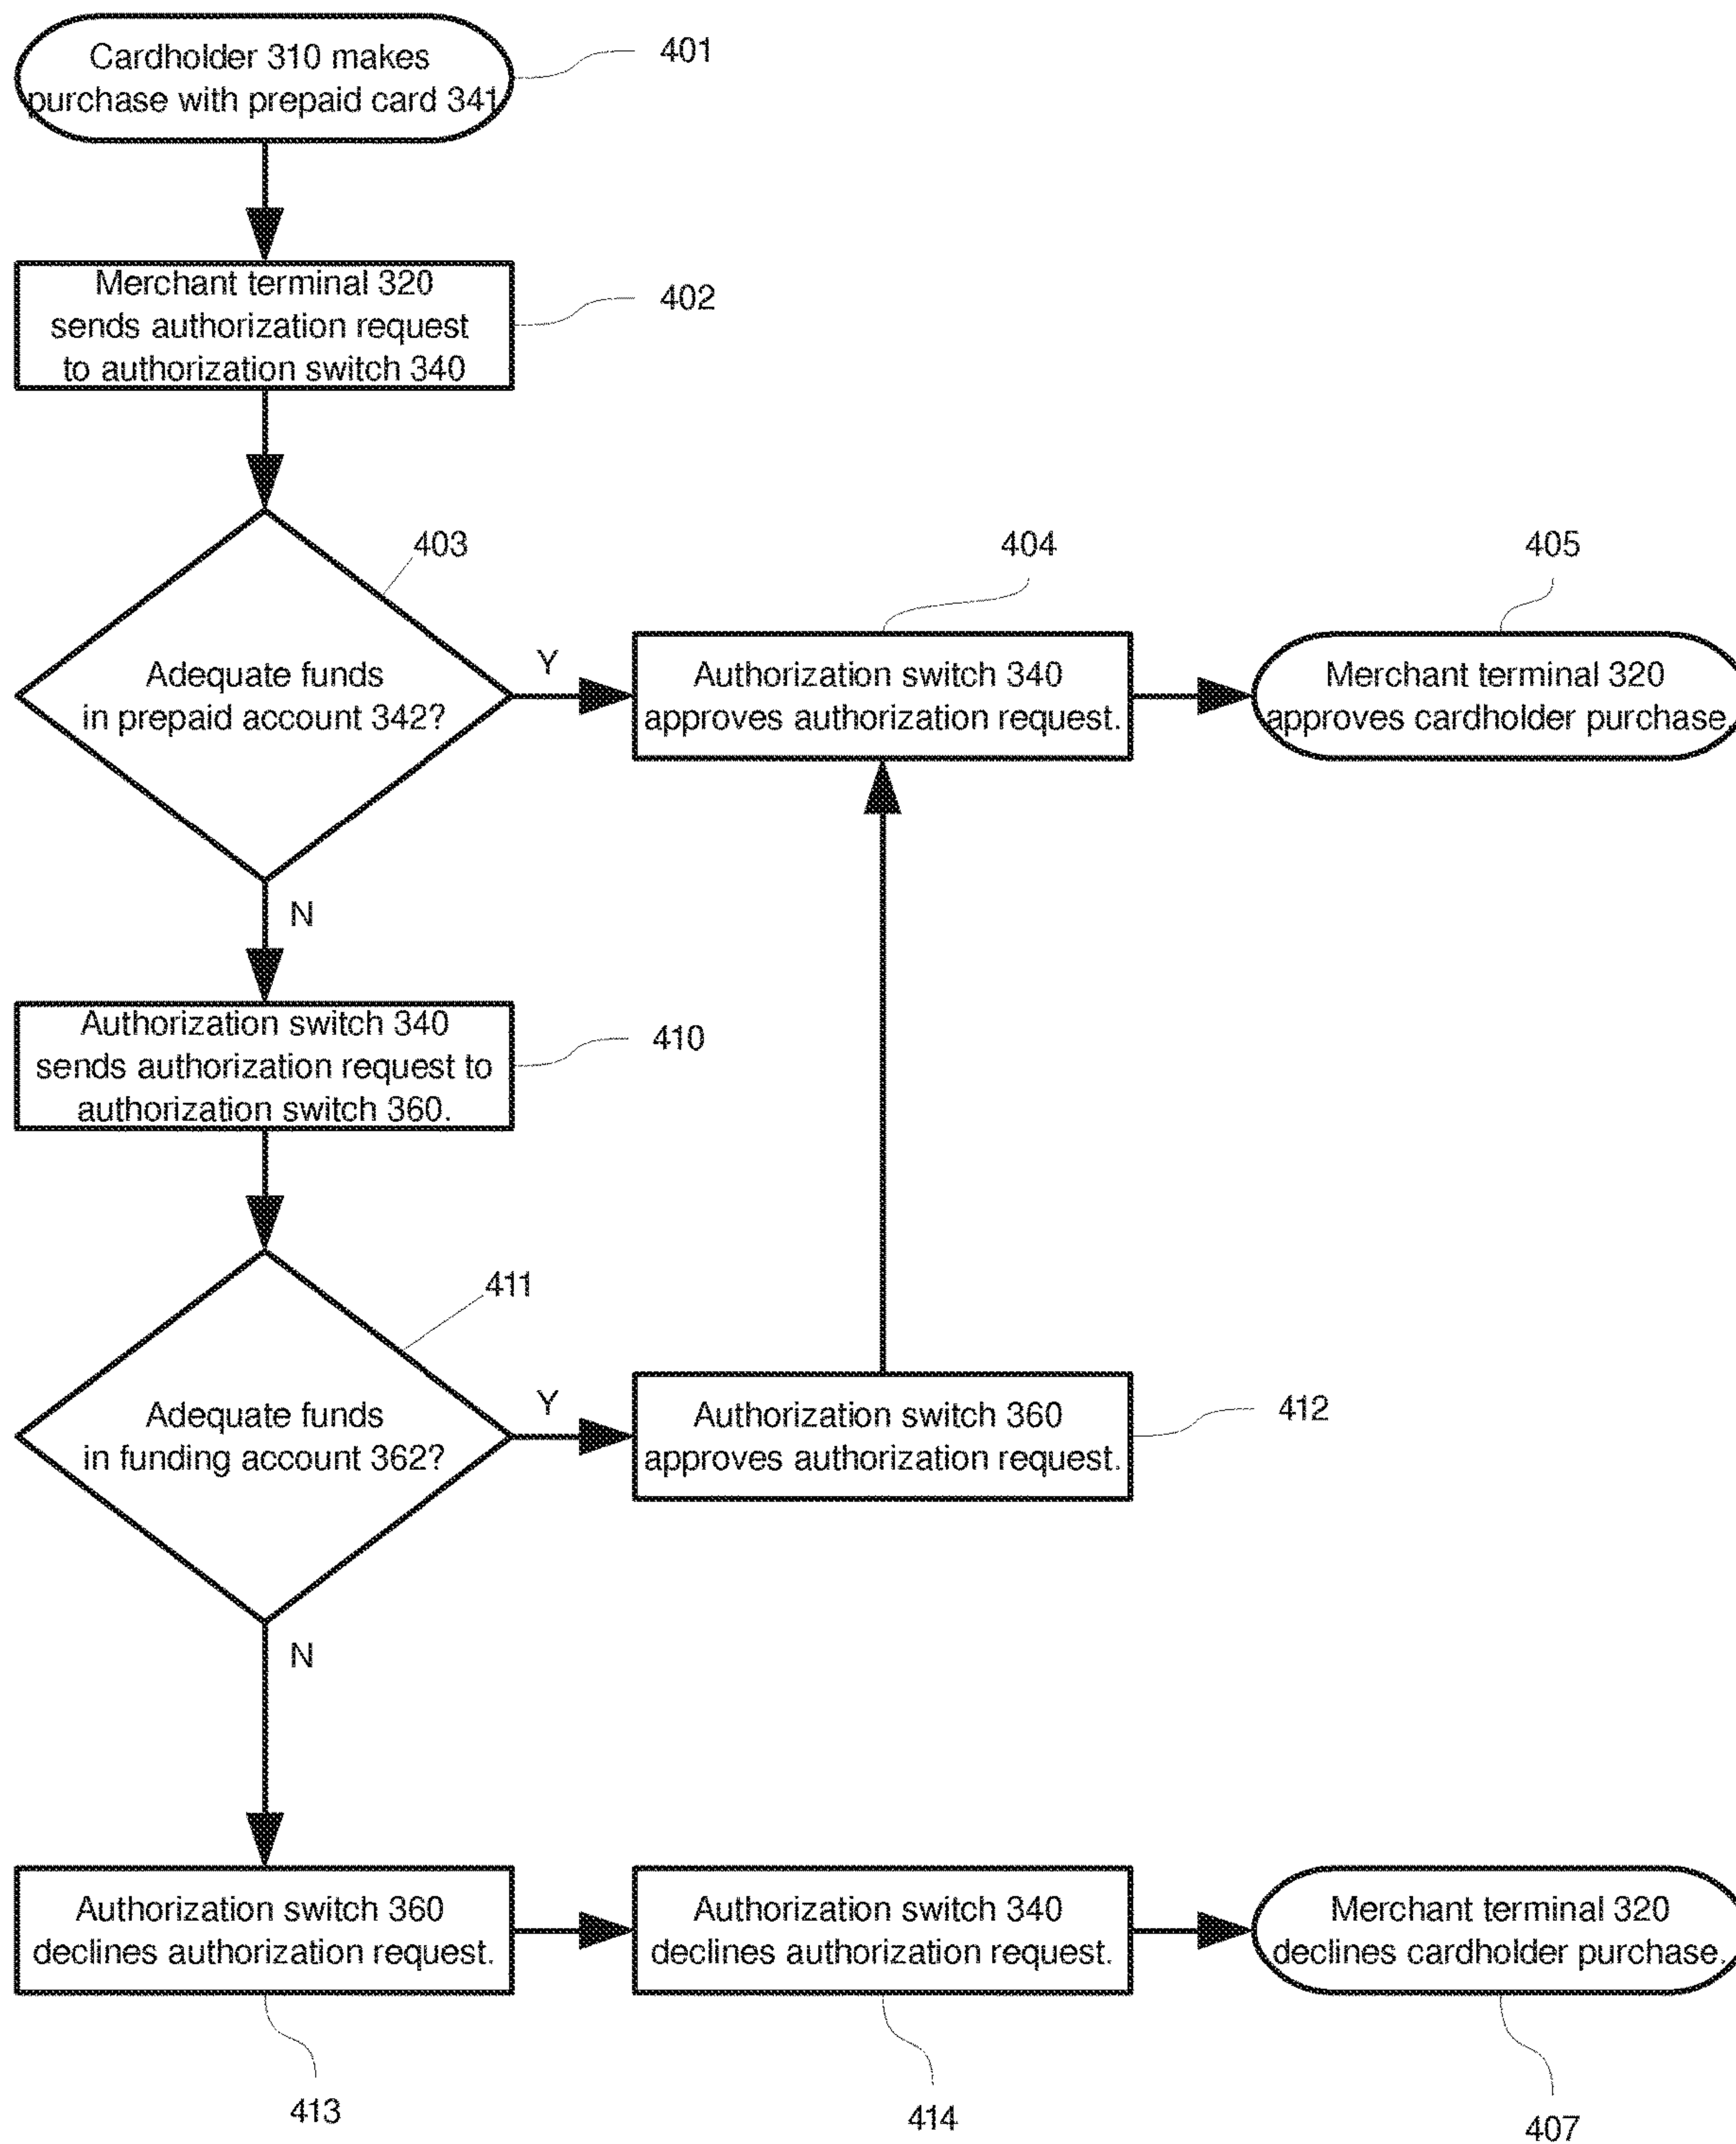 Cardholder 310 makes
purchase with prepaid card 341
401
Merchant terminal 320
sends authorization request
to authorization switch 340
402
403
404
405
Adequate funds
in prepaid account 342?
Y
Authorization switch 340
approves authorization request.
Merchant terminal 320
approves cardholder purchase.
N
Authorization switch 340
sends authorization request to
authorization switch 360.
410
411
Adequate funds
in funding account 362?
Y
Authorization switch 360
approves authorization request.
412
N
Authorization switch 360
declines authorization request.
Authorization switch 340
declines authorization request.
Merchant terminal 320
declines cardholder purchase.
413
414
407